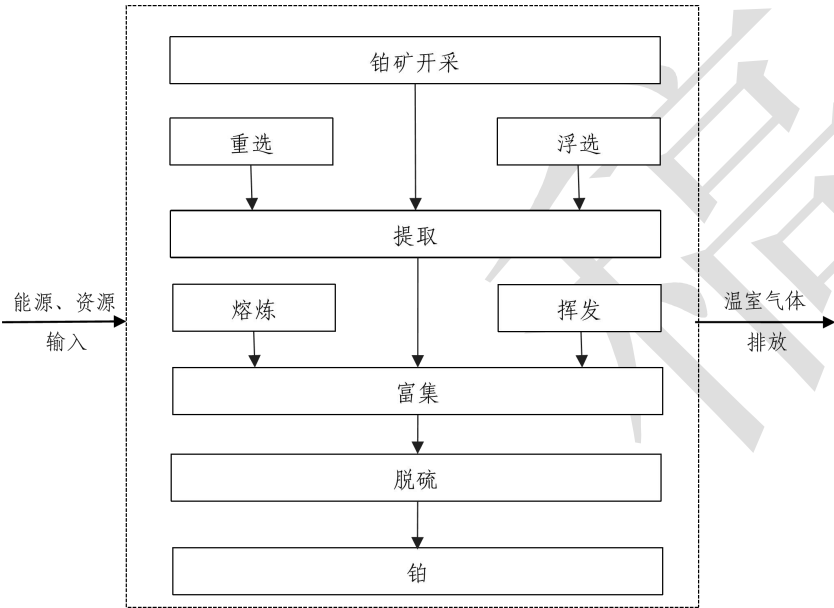 铂矿开采
重选
浮选
提取
能源、资源
输入
熔炼
挥发
温室气体
排放
富集
脱硫
铂
稿